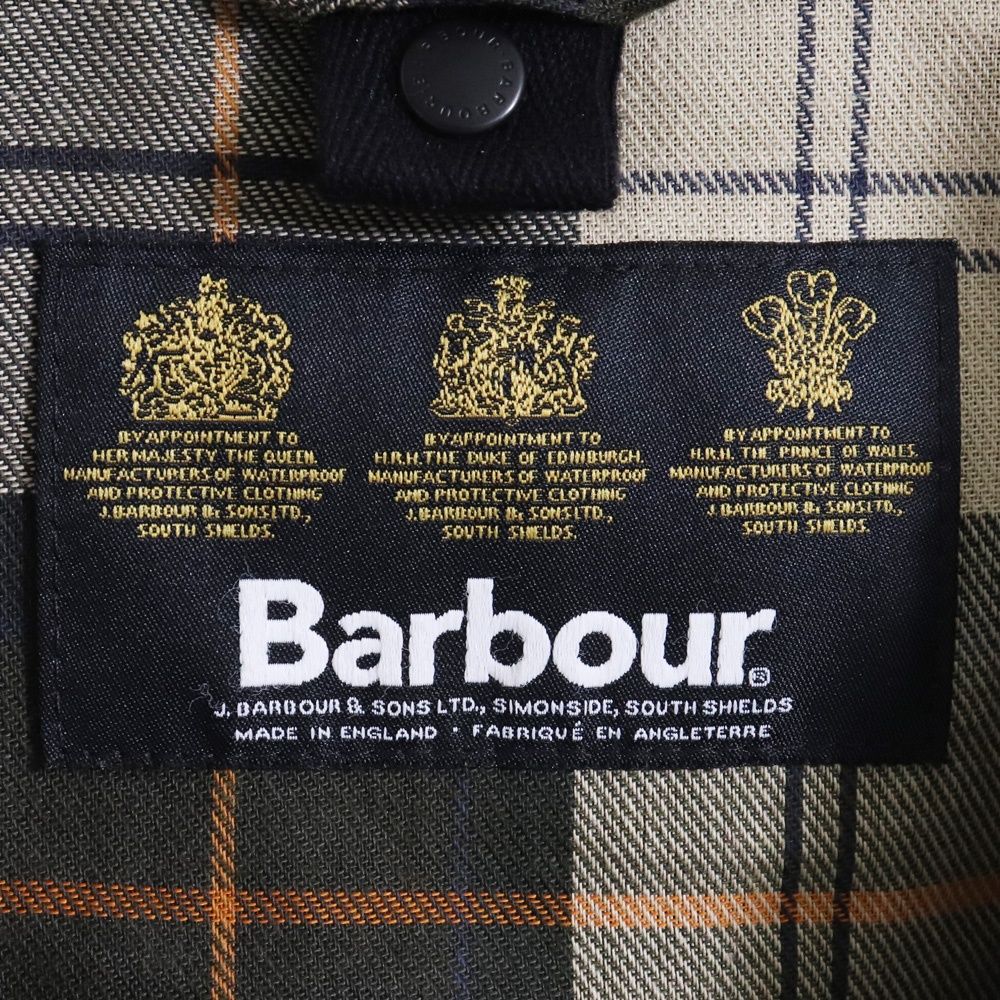 BARBOUR BARBOUR
BY APPOINTMENT TO
HER MAJESTY THE QUEEN
MANUFACTURERS OF WATERPROOF
AND PROTECTIVE CLOTHING
J. BARBOUR & SONS LTD.,
SOUTH SHIELDS.
BY APPOINTMENT TO
H.R.H. THE DUKE OF EDINBURGH
MANUFACTURERS OF WATERPROOF
AND PROTECTIVE CLOTHING
J. BARBOUR & SONS LTD.,
SOUTH SHIELDS.
BY APPOINTMENT TO
H.R.H. THE PRINCE OF WALES
MANUFACTURERS OF WATERPROOF
AND PROTECTIVE CLOTHING
J. BARBOUR & SONS LTD.,
SOUTH SHIELDS.
Barbour®
J. BARBOUR & SONS LTD., SIMONSIDE, SOUTH SHIELDS
MADE IN ENGLAND · FABRIQUÉ EN ANGLETERRE